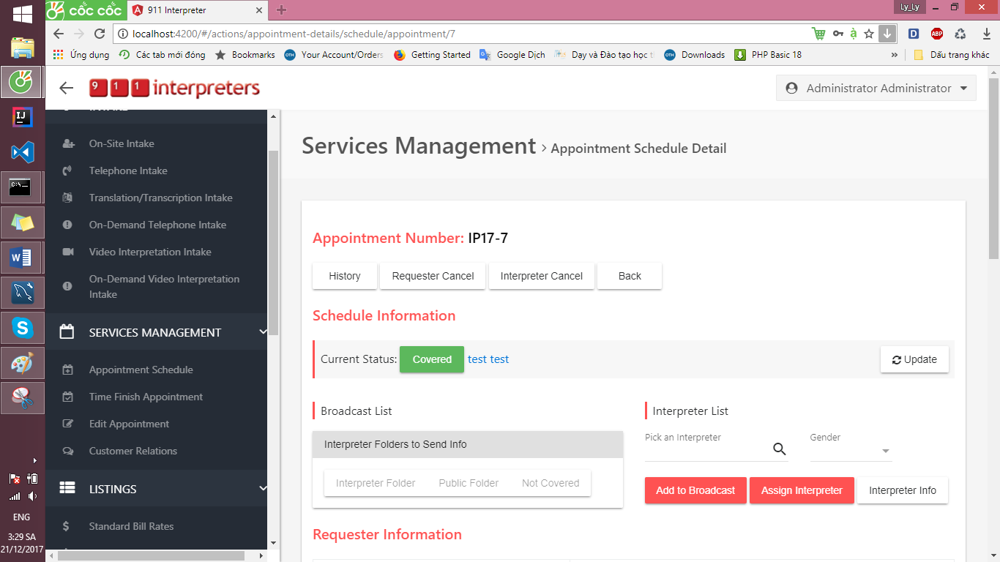 cốc cốc
911 Interpreter
Ly_Ly
localhost:4200/#/actions/appointment-details/schedule/appointment/7
Ứng dụng
Các tab mới đóng
Bookmarks
Your Account/Orders
Getting Started
Google Dịch
Dạy và Đào tạo học t
Downloads
PHP Basic 18
»
Dấu trang khác
911 interpreters
Administrator Administrator
INTAKE
On-Site Intake
Telephone Intake
Translation/Transcription Intake
On-Demand Telephone Intake
Video Interpretation Intake
On-Demand Video Interpretation
Intake
SERVICES MANAGEMENT
Appointment Schedule
Time Finish Appointment
Edit Appointment
Customer Relations
LISTINGS
Standard Bill Rates
Services Management > Appointment Schedule Detail
Appointment Number: IP17-7
History
Requester Cancel
Interpreter Cancel
Back
Schedule Information
Current Status: Covered test test
Update
Broadcast List
Interpreter Folders to Send Info
Interpreter Folder
Public Folder
Not Covered
Interpreter List
Pick an Interpreter
Gender
Add to Broadcast
Assign Interpreter
Interpreter Info
Requester Information
ENG
3:29 SA
21/12/2017